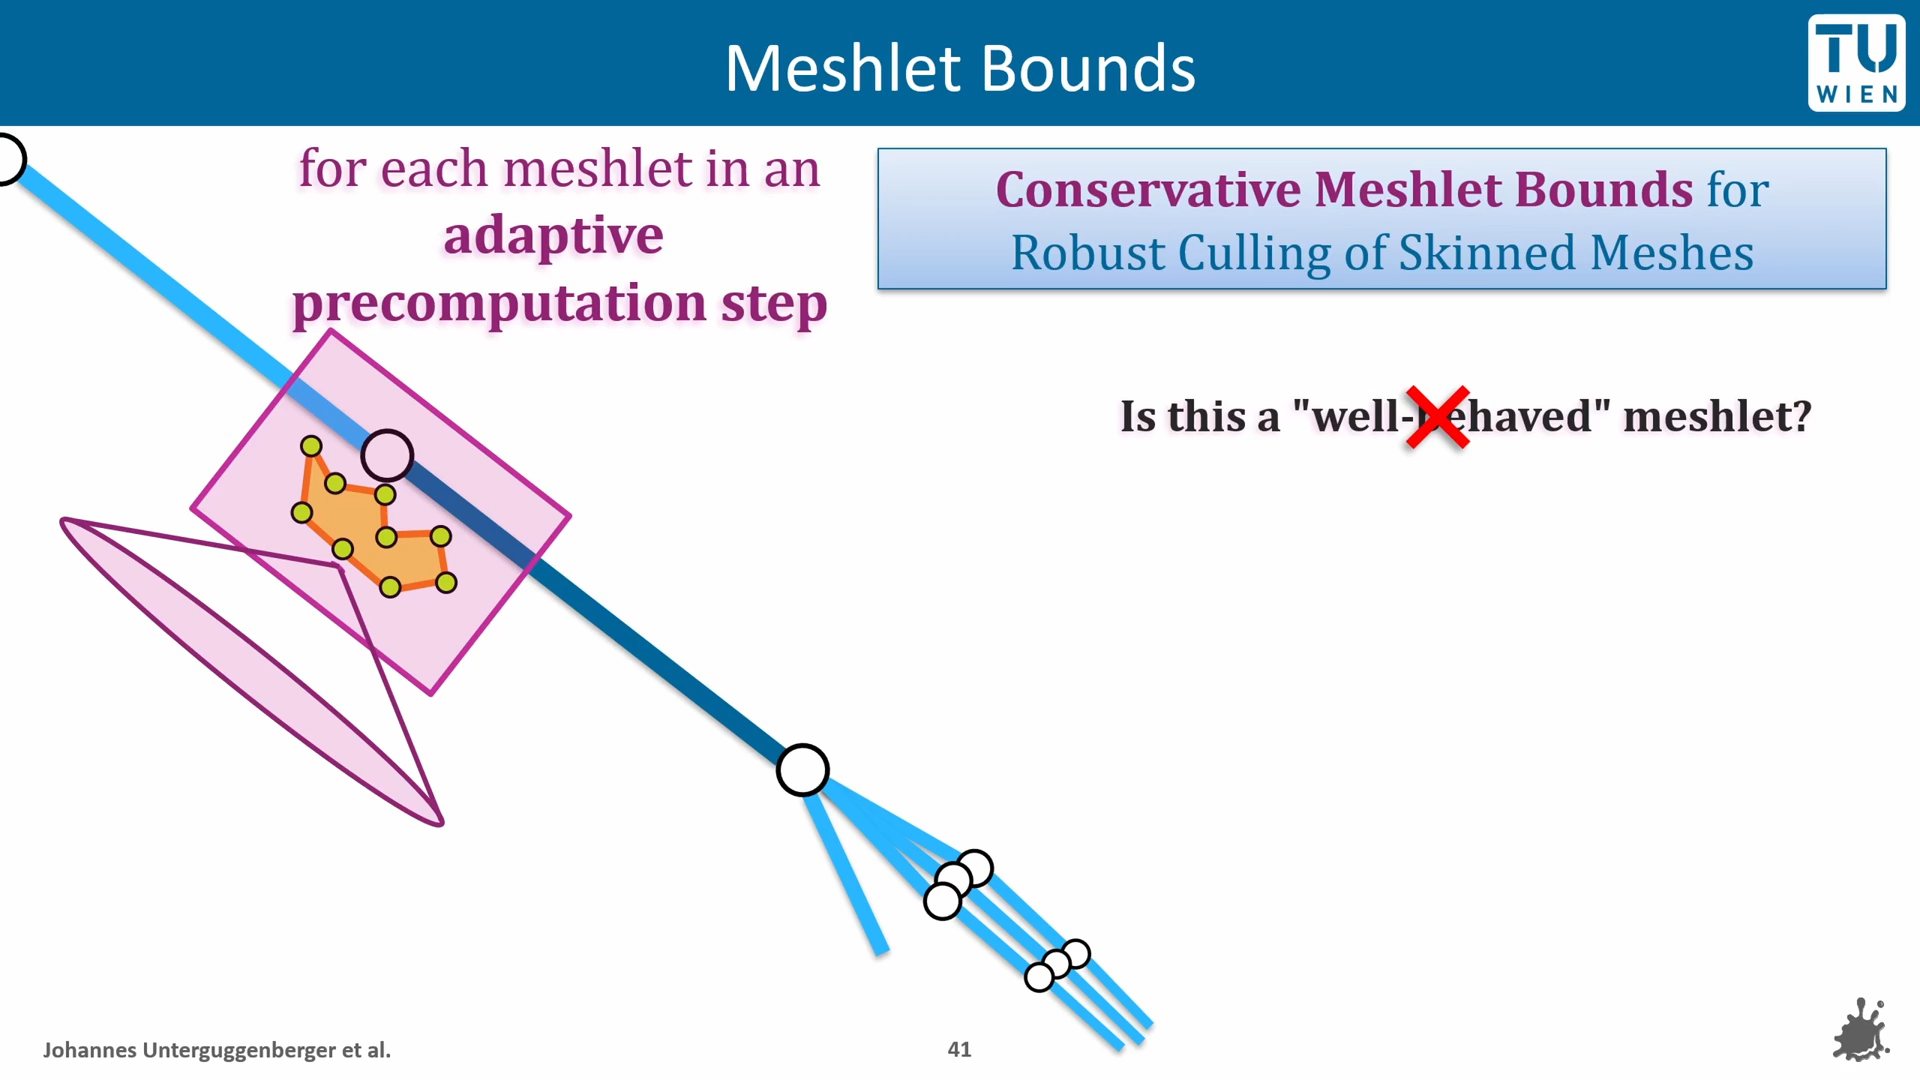 Meshlet Bounds
TU
WIEN
for each meshlet in an
adaptive
precomputation step
Conservative Meshlet Bounds for
Robust Culling of Skinned Meshes
Is this a "well-behaved" meshlet?
Johannes Unterguggenberger et al.
41